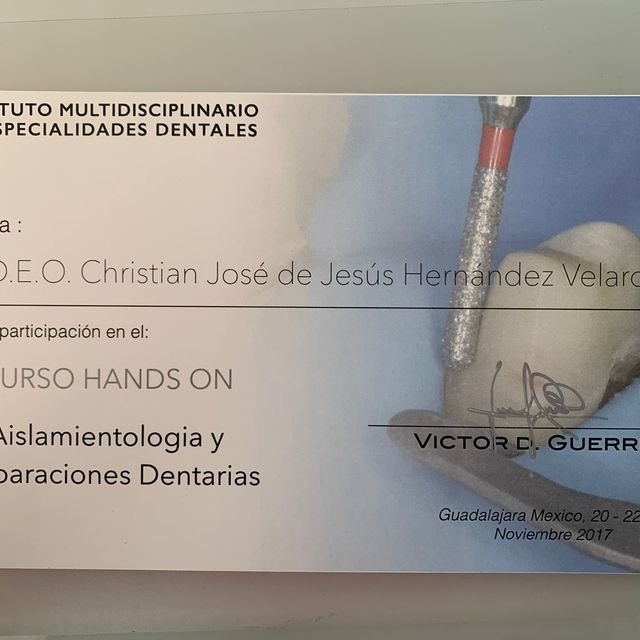 TUTO MULTIDISCIPLINARIO
SPECIALIDADES DENTALES
a :
D.E.O. Christian José de Jesús Hernández Velarc
participación en el:
URSO HANDS ON
Aislamientologia y
paraciones Dentarias
VICTOR D. GUERR
Guadalajara Mexico, 20 - 22
Noviembre 2017